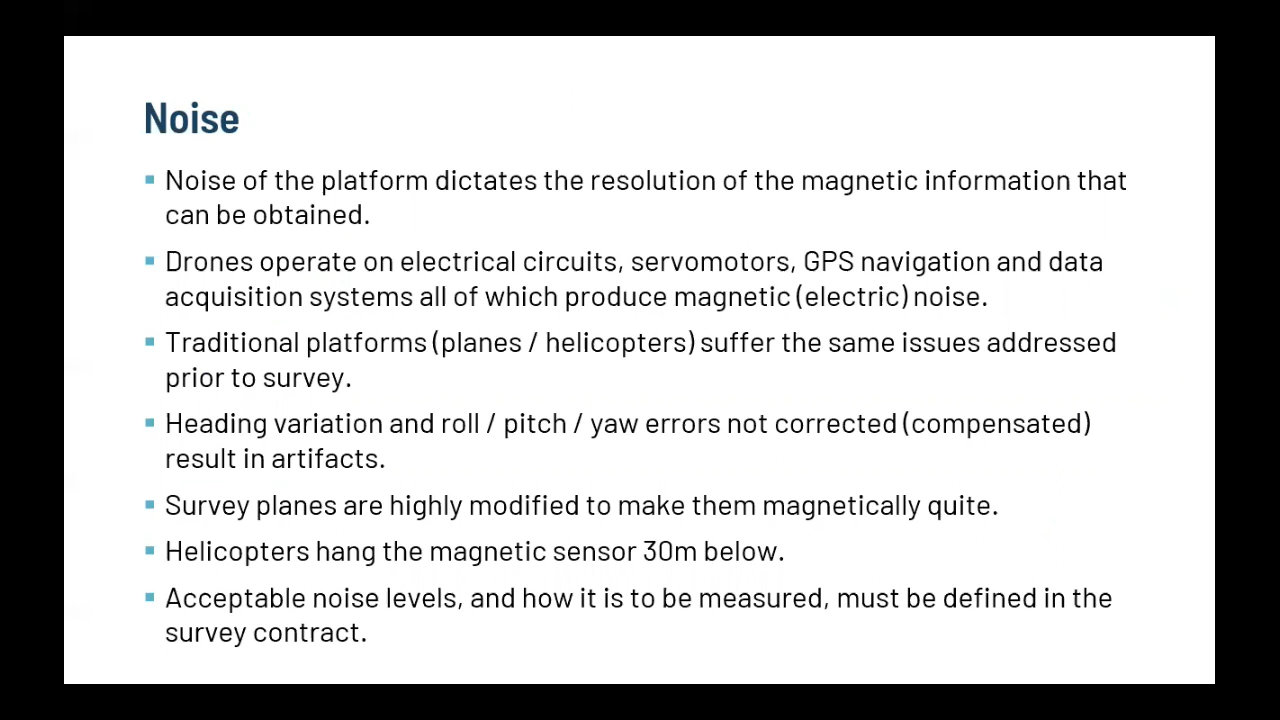 Noise
▪ Noise of the platform dictates the resolution of the magnetic information that
can be obtained.
▪ Drones operate on electrical circuits, servomotors, GPS navigation and data
acquisition systems all of which produce magnetic (electric) noise.
▪ Traditional platforms (planes / helicopters) suffer the same issues addressed
prior to survey.
▪ Heading variation and roll / pitch / yaw errors not corrected (compensated)
result in artifacts.
▪ Survey planes are highly modified to make them magnetically quite.
▪ Helicopters hang the magnetic sensor 30m below.
▪ Acceptable noise levels, and how it is to be measured, must be defined in the
survey contract.